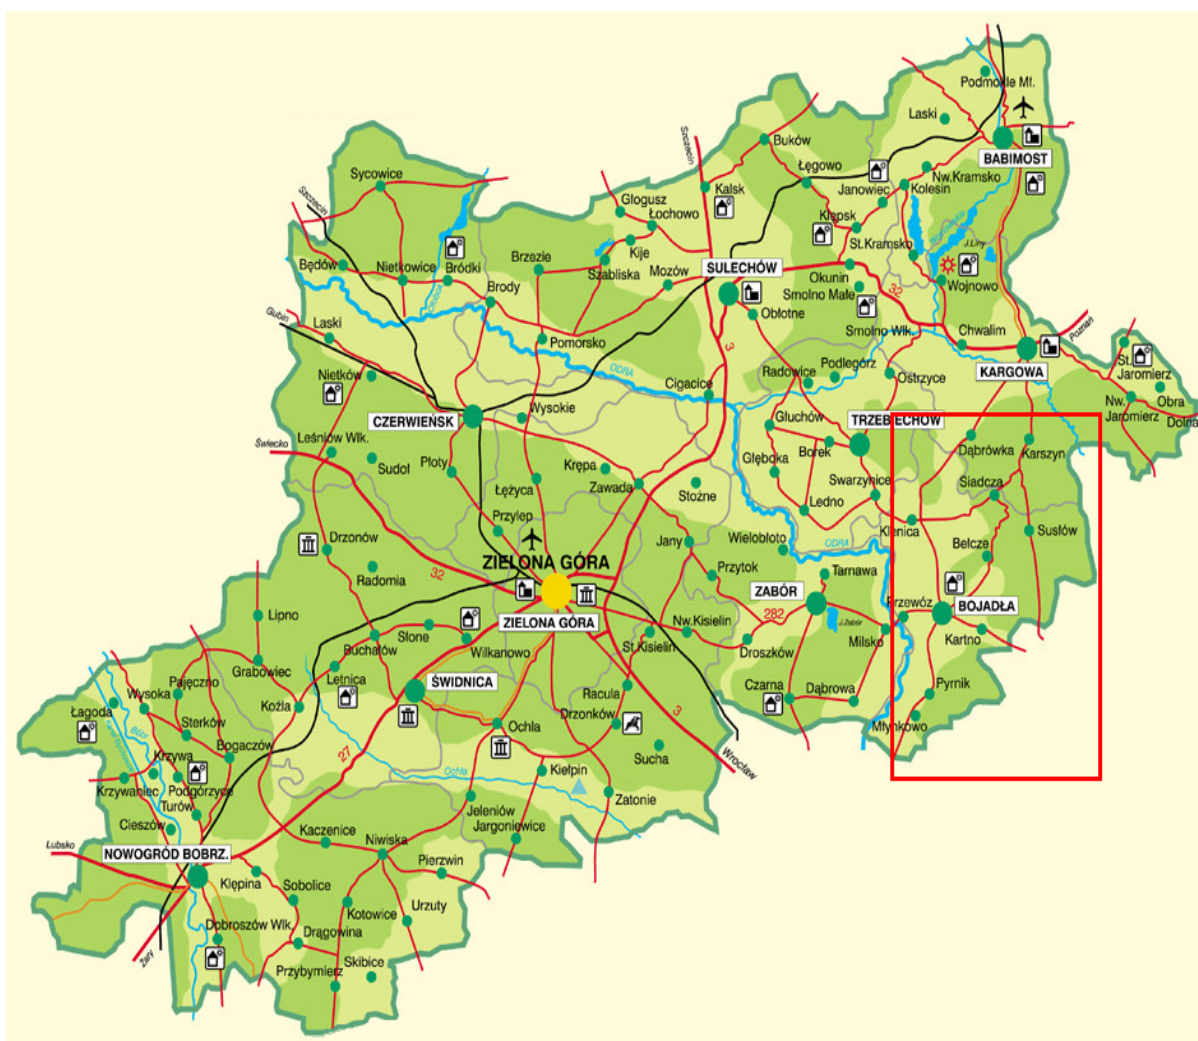 Podmokle Mł.
Laski
BABIMOST
Szczecin
Buków
Łęgowo
Nw.Kramsko
Janowiec
Kolesin
Sycowice
Kalsk
Głogusz
Łochowo
Klępsk
St.Kramsko
Szczecin
Kije
J.Liny
Będów
Nietkowice
Bródki
Brzezie
Szabliska
Mozów
SULECHÓW
Okunin
Wojnowo
Brody
Smolno Małe
32
Obłotne
Gubin
Laski
Pomorsko
3
Smolno Wlk.
Chwalim
Poznań
KARGOWA
St.
Jaromierz
Nietków
ODRA
Cigacice
Radowice
Podlegórz
Ostrzyce
Nw.
Jaromierz
Obra
Dolna
CZERWIEŃSK
Wysokie
Głuchów
TRZEBIECHÓW
Świecko
Leśniów Wlk.
Sudoł
Płoty
Krępa
Głęboka
Borek
Dąbrówka
Karszyn
Łężyca
Zawada
Stożne
Swarzynice
Siadcza
Ledno
Przylep
Klenica
Susłów
Drzonów
Jany
Wielobłoto
ODRA
Bełcze
ZIELONA GÓRA
32
Radomia
Przytok
Tarnawa
ZABÓR
Przewóz
BOJADŁA
Lipno
ZIELONA GÓRA
282
J.Zabór
Słone
Nw.Kisielin
Milsko
Kartno
Buchałów
Wilkanowo
St.Kisielin
Droszków
Grabowiec
Letnica
ŚWIDNICA
Pajęczno
Wysoka
Racula
Czarna
Dąbrowa
Pyrnik
Łagoda
Koźla
Drzonków
3
Sterków
Ochla
Młynkowo
Bóbr
Bogaczów
27
Krzywa
Sucha
Wrocław
Krzywaniec
Podgórzyce
Ochla
Kiełpin
Turów
Zatonie
Cieszów
Jeleniów
Jargoniewice
Kaczenice
Niwiska
Lubsko
NOWOGRÓD BOBRZ.
Pierzwin
Klępina
Sobolice
Kotowice
Urzuty
Dobroszów Wlk.
Drągowina
Żary
Skibice
Przybymierz